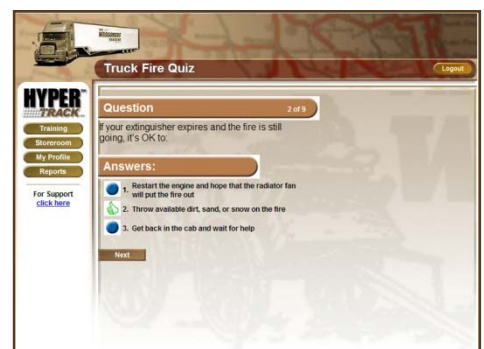 Truck Fire Quiz
Logout
HYPER
TRACK
Training
Storeroom
My Profile
Reports
For Support
click here
Question 2 of 9
If your extinguisher expires and the fire is still
going, it's OK to:
Answers:
1. Restart the engine and hope that the radiator fan
will put the fire out
2. Throw available dirt, sand, or snow on the fire
3. Get back in the cab and wait for help
Next